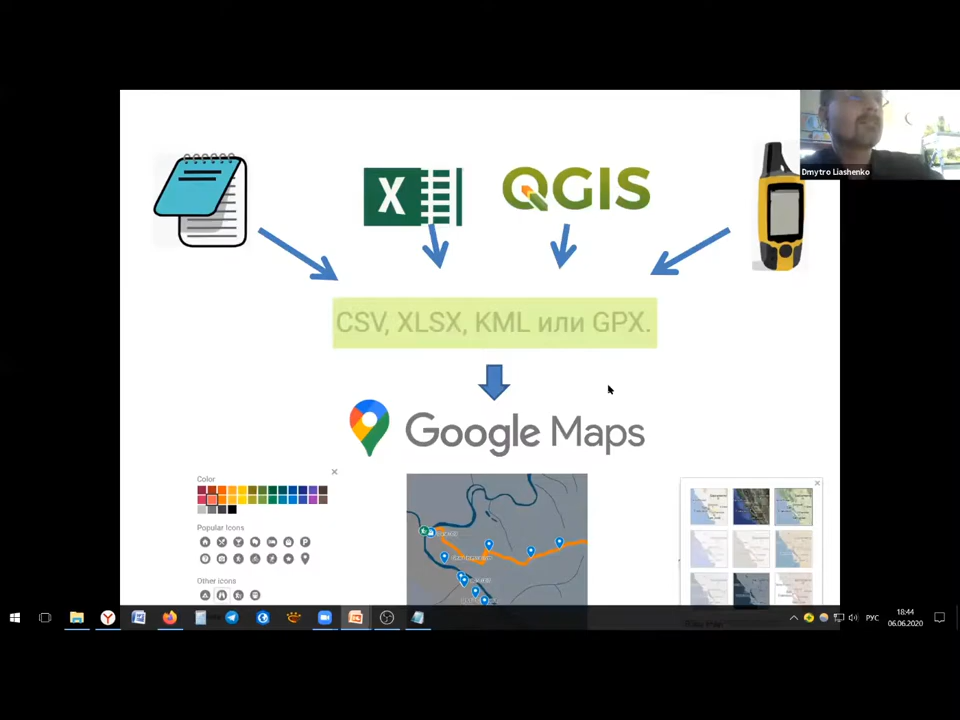 Dmytro Liashenko
X
QGIS
CSV, XLSX, KML или GPX.
Google Maps
Color
Popular Icons
Other icons
РУС
18:44
06.06.2020